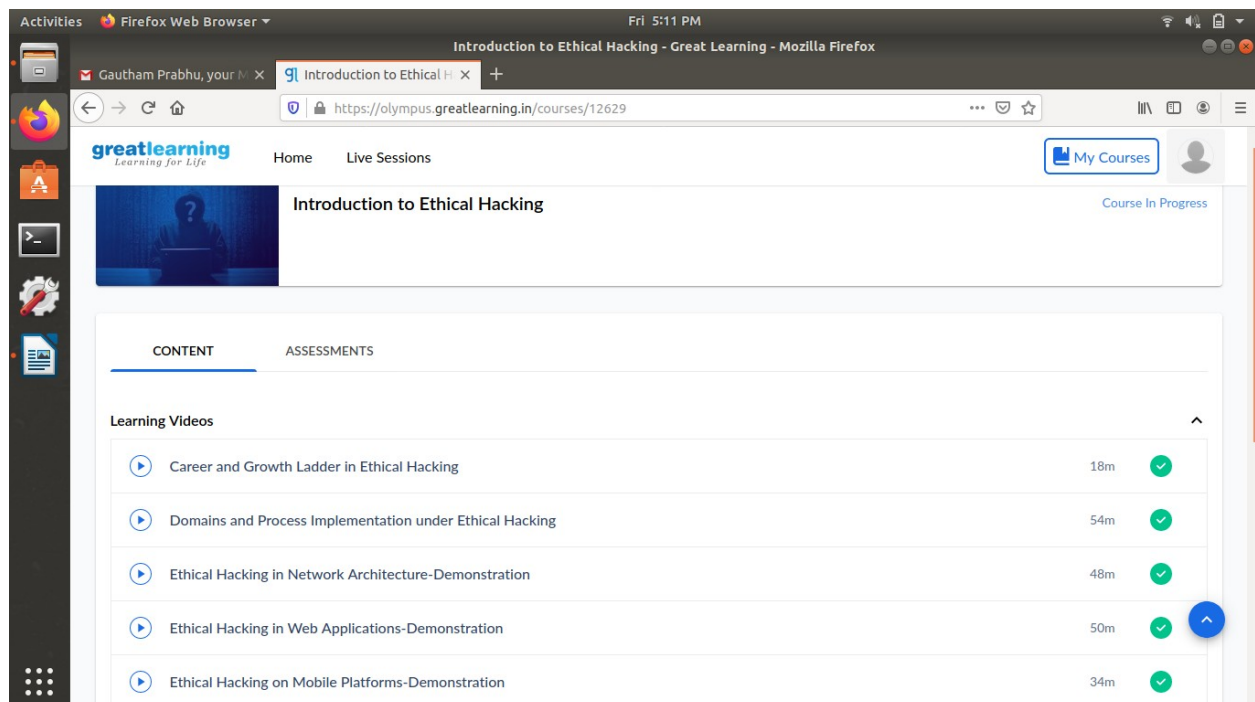 Activities Firefox Web Browser Fri 5:11 PM
Introduction to Ethical Hacking - Great Learning - Mozilla Firefox
Gautham Prabhu, your M Introduction to Ethical H
https://olympus.greatlearning.in/courses/12629
greatlearning
Learning for Life
Home Live Sessions My Courses
Introduction to Ethical Hacking Course In Progress
CONTENT ASSESSMENTS
Learning Videos
Career and Growth Ladder in Ethical Hacking 18m
Domains and Process Implementation under Ethical Hacking 54m
Ethical Hacking in Network Architecture-Demonstration 48m
Ethical Hacking in Web Applications-Demonstration 50m
Ethical Hacking on Mobile Platforms-Demonstration 34m